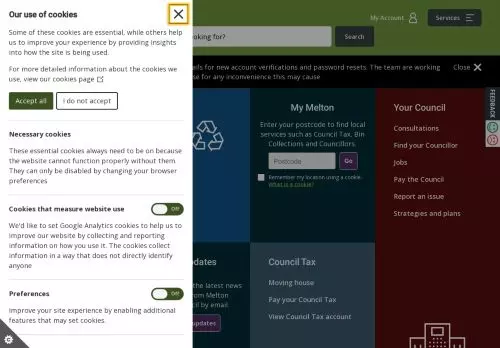 Our use of cookies
Some of these cookies are essential, while others help
us to improve your experience by providing insights
into how the site is being used.
For more detailed information about the cookies we
use, view our cookies page
Accept all
I do not accept
Necessary cookies
These essential cookies always need to be on because
the website cannot function properly without them.
They can only be disabled by changing your browser
preferences
Cookies that measure website use
Off
We'd like to set Google Analytics cookies to help us to
improve our website by collecting and reporting
information on how you use it. The cookies collect
information in a way that does not directly identify
anyone
Preferences
Off
Improve your site experience by enabling additional
features that may set cookies.
My Account
Services
king for?
Search
ails for new account verifications and password resets. The team are working
se for any inconvenience this may cause
Close
FEEDBACK
My Melton
Enter your postcode to find local
services such as Council Tax, Bin
Collections and Councillors.
Postcode
Go
Remember my location using a cookie.
What is a cookie?
Your Council
Consultations
Find your Councillor
Jobs
Pay the Council
Report an issue
Strategies and plans
pdates
the latest news
rom Melton
cil by email.
updates
Council Tax
Moving house
Pay your Council Tax
View Council Tax account